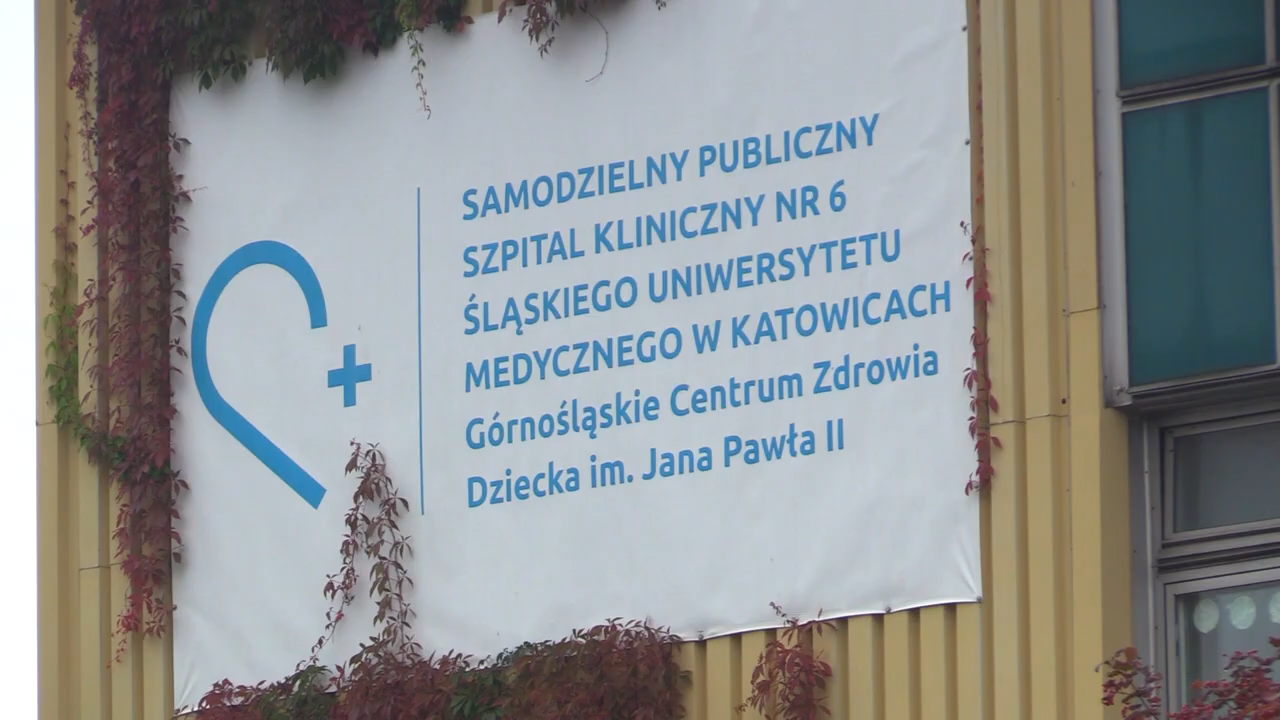 SAMODZIELNY PUBLICZNY
SZPITAL KLINICZNY NR 6
ŚLĄSKIEGO UNIWERSYTETU
MEDYCZNEGO W KATOWICACH
Górnośląskie Centrum Zdrowia
Dziecka im. Jana Pawła II